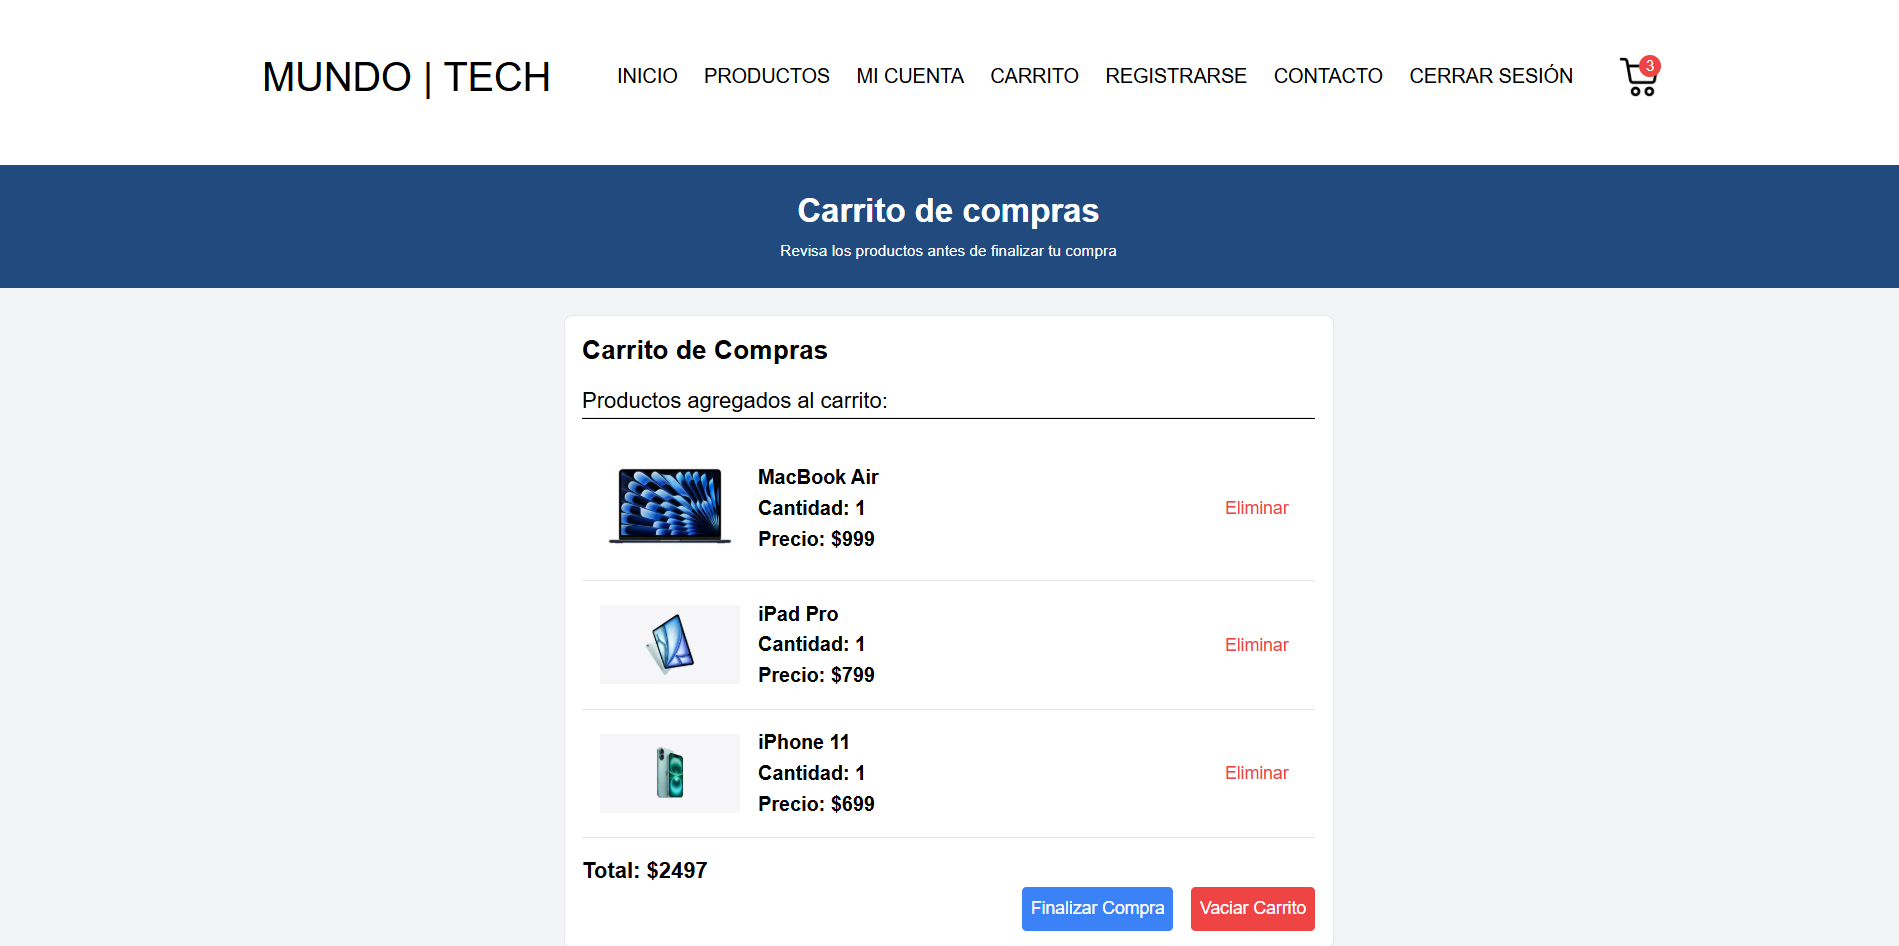 MUNDO | TECH
INICIO PRODUCTOS MI CUENTA CARRITO REGISTRARSE CONTACTO CERRAR SESIÓN 3
Carrito de compras
Revisa los productos antes de finalizar tu compra
Carrito de Compras
Productos agregados al carrito:
MacBook Air
Cantidad: 1
Precio: $999
Eliminar
iPad Pro
Cantidad: 1
Precio: $799
Eliminar
iPhone 11
Cantidad: 1
Precio: $699
Eliminar
Total: $2497
Finalizar Compra
Vaciar Carrito